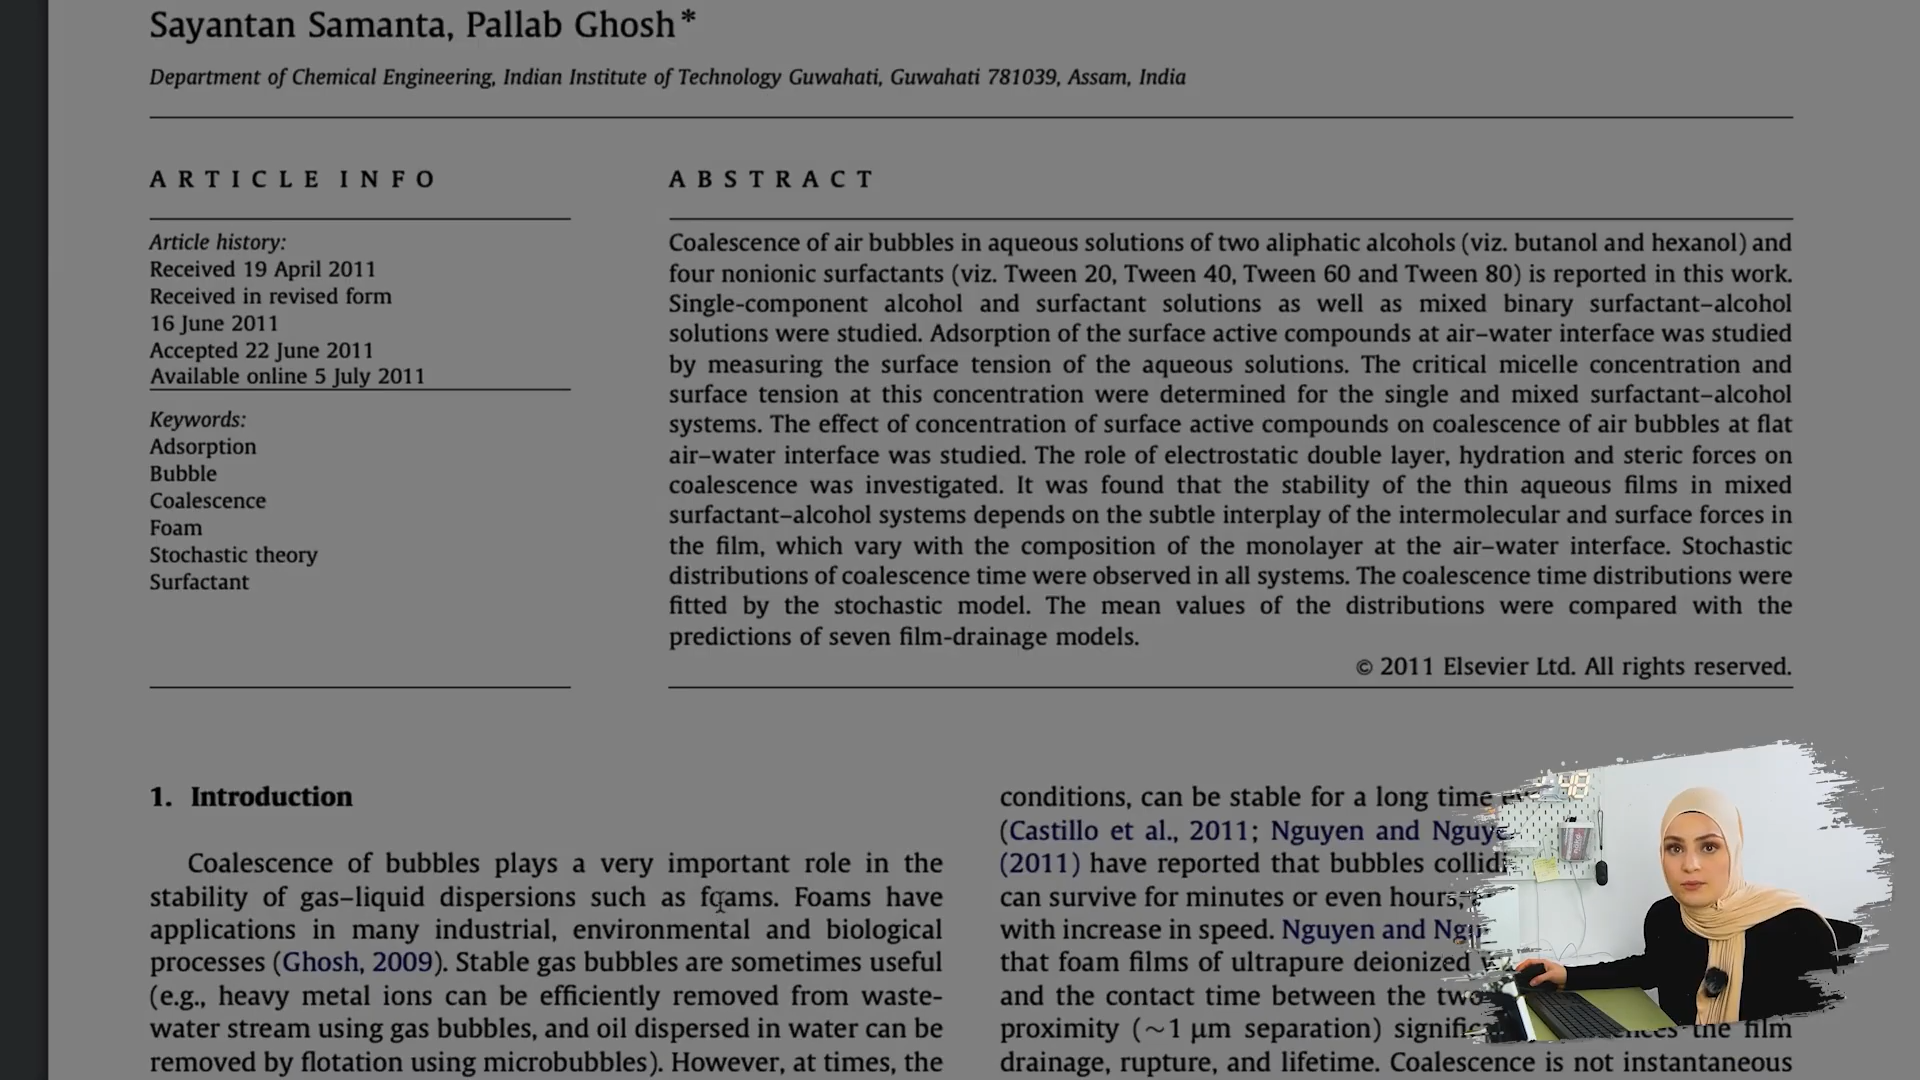 Sayantan Samanta, Pallab Ghosh*
Department of Chemical Engineering, Indian Institute of Technology Guwahati, Guwahati 781039, Assam, India
ARTICLE INFO
Article history:
Received 19 April 2011
Received in revised form
16 June 2011
Accepted 22 June 2011
Available online 5 July 2011
Keywords:
Adsorption
Bubble
Coalescence
Foam
Stochastic theory
Surfactant
ABSTRACT
Coalescence of air bubbles in aqueous solutions of two aliphatic alcohols (viz. butanol and hexanol) and
four nonionic surfactants (viz. Tween 20, Tween 40, Tween 60 and Tween 80) is reported in this work.
Single-component alcohol and surfactant solutions as well as mixed binary surfactant–alcohol
solutions were studied. Adsorption of the surface active compounds at air–water interface was studied
by measuring the surface tension of the aqueous solutions. The critical micelle concentration and
surface tension at this concentration were determined for the single and mixed surfactant–alcohol
systems. The effect of concentration of surface active compounds on coalescence of air bubbles at flat
air–water interface was studied. The role of electrostatic double layer, hydration and steric forces on
coalescence was investigated. It was found that the stability of the thin aqueous films in mixed
surfactant–alcohol systems depends on the subtle interplay of the intermolecular and surface forces in
the film, which vary with the composition of the monolayer at the air–water interface. Stochastic
distributions of coalescence time were observed in all systems. The coalescence time distributions were
fitted by the stochastic model. The mean values of the distributions were compared with the
predictions of seven film-drainage models.
© 2011 Elsevier Ltd. All rights reserved.
1. Introduction
Coalescence of bubbles plays a very important role in the
stability of gas–liquid dispersions such as foams. Foams have
applications in many industrial, environmental and biological
processes (Ghosh, 2009). Stable gas bubbles are sometimes useful
(e.g., heavy metal ions can be efficiently removed from waste-
water stream using gas bubbles, and oil dispersed in water can be
removed by flotation using microbubbles). However, at times, the
conditions, can be stable for a long time
(Castillo et al., 2011; Nguyen and
(2011) have reported that bubbles
can survive for minutes or even hours,
with increase in speed. Nguyen and
that foam films of ultrapure deionized
and the contact time between the two
proximity (~1 μm separation) the film
drainage, rupture, and lifetime. Coalescence is not instantaneous
48